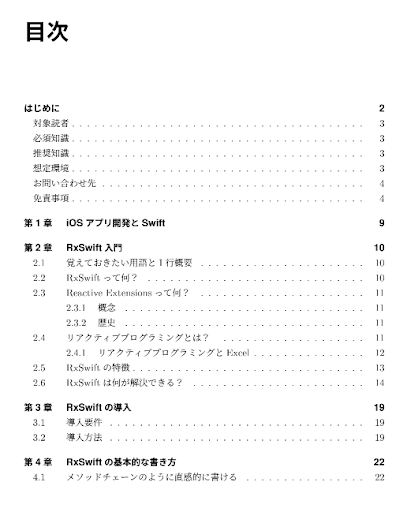 目次
はじめに 2
対象読者 . . . . . . . . . . . . . . . . . . . . . . . . . . . . . . . . 3
必須知識 . . . . . . . . . . . . . . . . . . . . . . . . . . . . . . . . 3
推奨知識 . . . . . . . . . . . . . . . . . . . . . . . . . . . . . . . . 3
想定環境 . . . . . . . . . . . . . . . . . . . . . . . . . . . . . . . . 3
お問い合わせ先 . . . . . . . . . . . . . . . . . . . . . . . . . . . . . 4
免責事項 . . . . . . . . . . . . . . . . . . . . . . . . . . . . . . . . 4
第 1 章 iOS アプリ開発と Swift 9
第 2 章 RxSwift 入門 10
2.1 覚えておきたい用語と 1 行概要 . . . . . . . . . . . . . . . . . . 10
2.2 RxSwift って何？ . . . . . . . . . . . . . . . . . . . . . . . . 10
2.3 Reactive Extensions って何？ . . . . . . . . . . . . . . . . . . 11
2.3.1 概念 . . . . . . . . . . . . . . . . . . . . . . . . . . . 11
2.3.2 歴史 . . . . . . . . . . . . . . . . . . . . . . . . . . . 11
2.4 リアクティブプログラミングとは？ . . . . . . . . . . . . . . . . . 11
2.4.1 リアクティブプログラミングと Excel . . . . . . . . . . . . 12
2.5 RxSwift の特徴 . . . . . . . . . . . . . . . . . . . . . . . . . 13
2.6 RxSwift は何が解決できる？ . . . . . . . . . . . . . . . . . . . 14
第 3 章 RxSwift の導入 19
3.1 導入要件 . . . . . . . . . . . . . . . . . . . . . . . . . . . . 19
3.2 導入方法 . . . . . . . . . . . . . . . . . . . . . . . . . . . . 19
第 4 章 RxSwift の基本的な書き方 22
4.1 メソッドチェーンのように直感的に書ける . . . . . . . . . . . . . 22